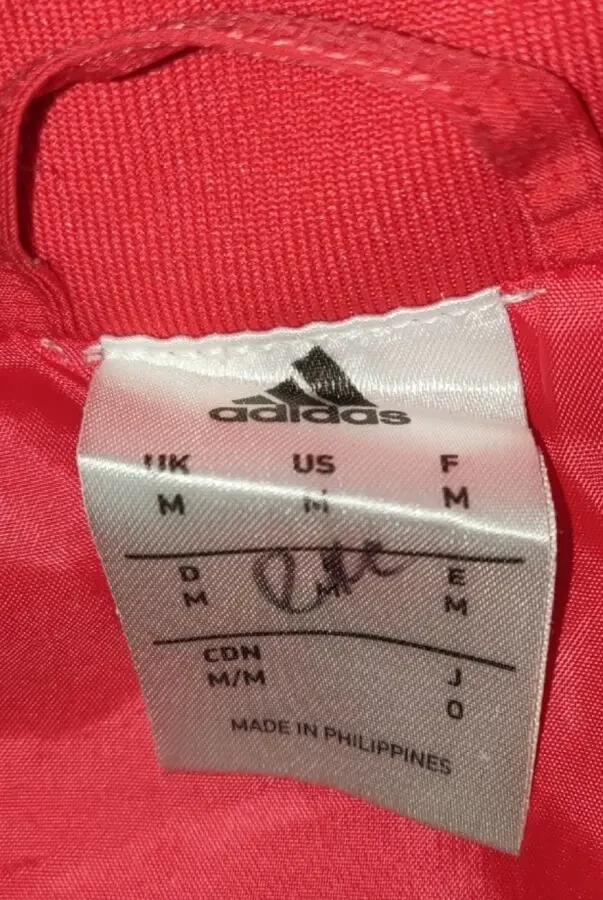 adidas
UK US F
M M M
D E
M M M
CDN J
M/M O
MADE IN PHILIPPINES